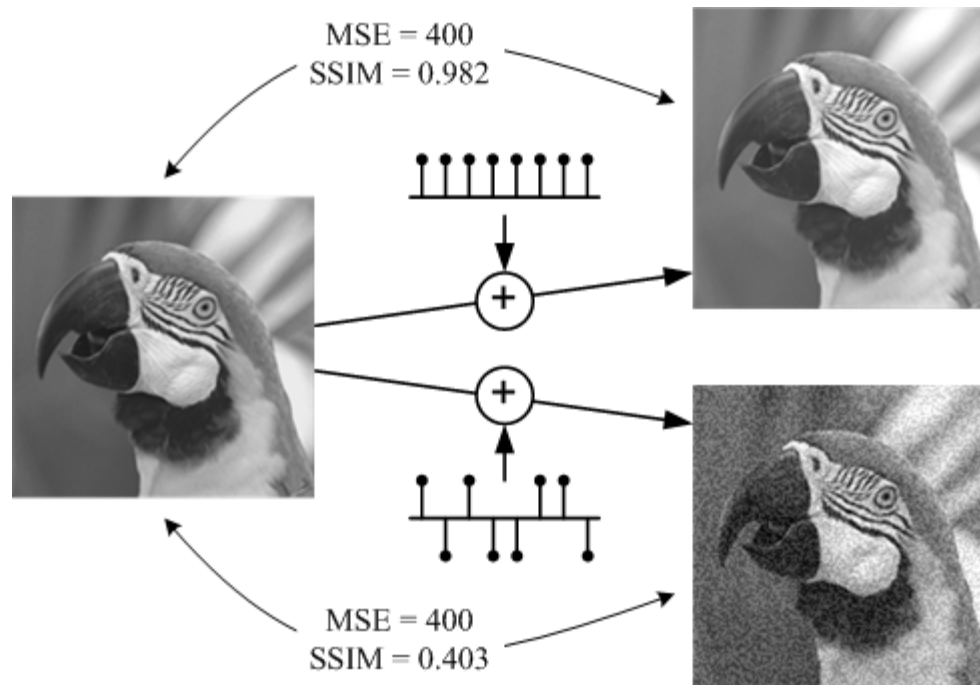 MSE = 400
SSIM = 0.982
+
+
MSE = 400
SSIM = 0.403